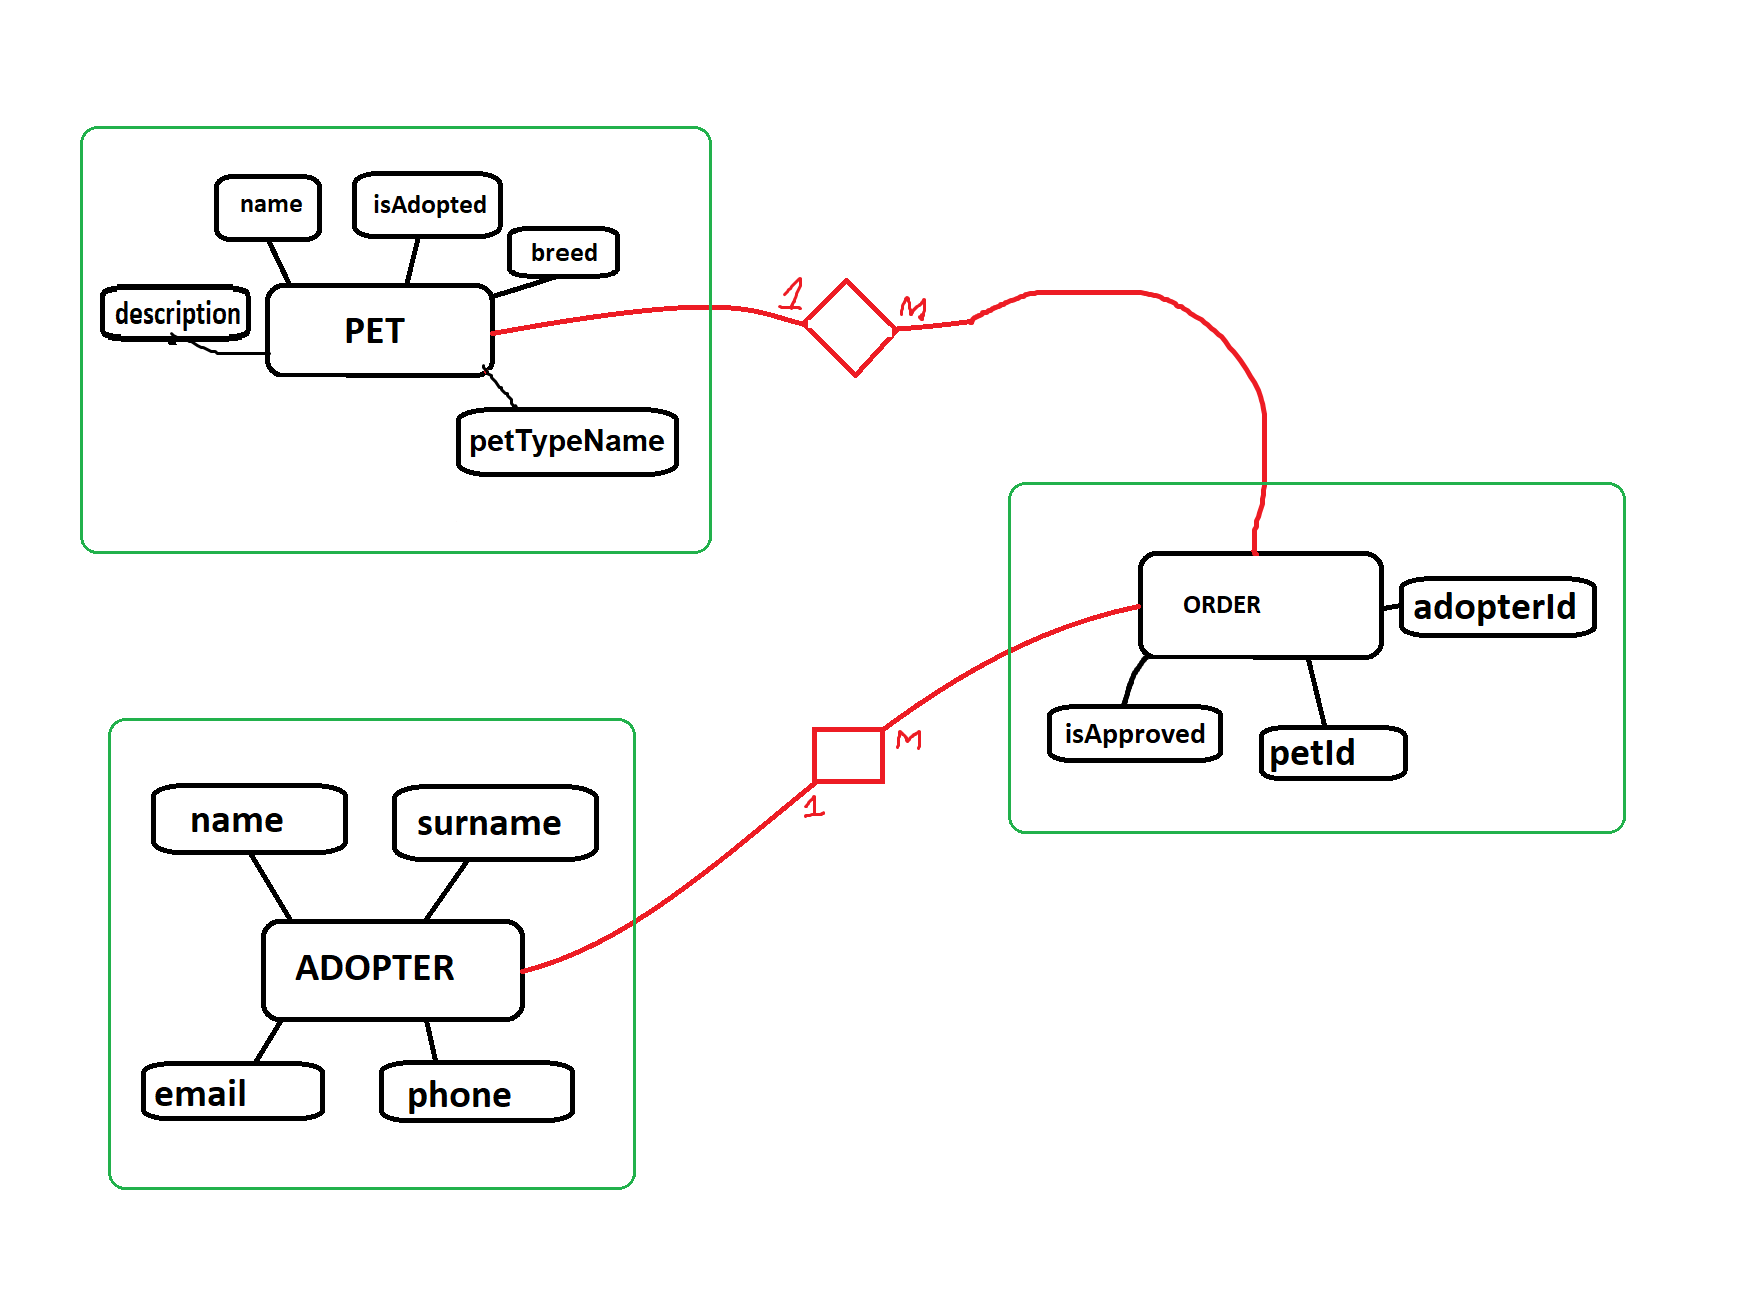 name
isAdopted
breed
description
PET
petTypeName
1
M
ORDER
adopterId
isApproved
petId
M
1
name
surname
ADOPTER
email
phone